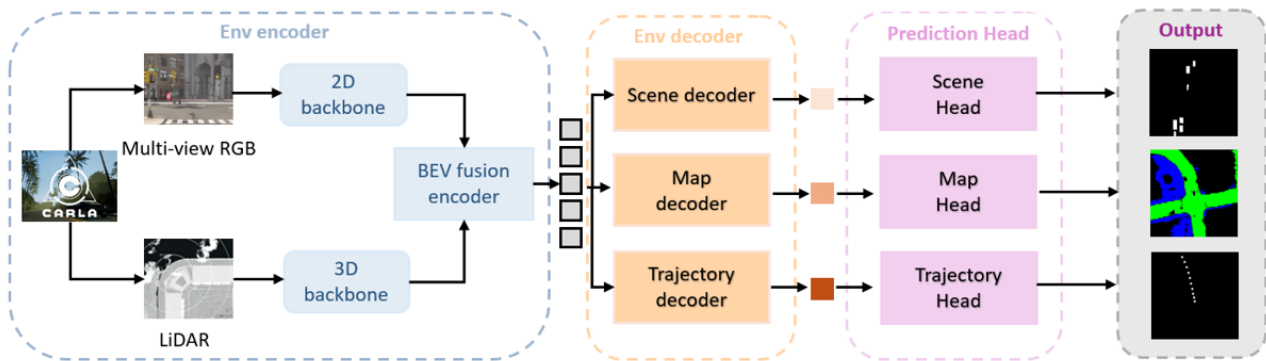 Env encoder
Env decoder
Prediction Head
Output
2D
backbone
Multi-view RGB
CARLA
BEV fusion
encoder
3D
backbone
LiDAR
Scene decoder
Map
decoder
Trajectory
decoder
Scene
Head
Map
Head
Trajectory
Head